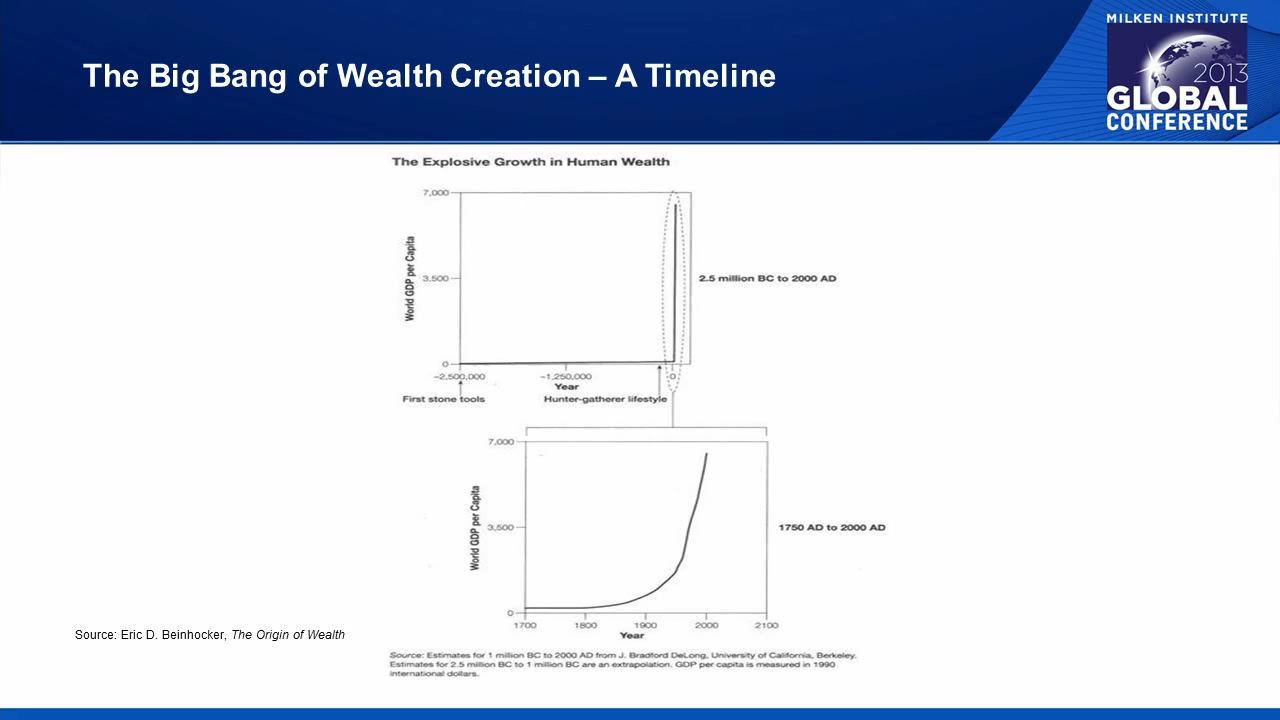 MILKEN INSTITUTE
2013
GLOBAL
CONFERENCE
The Big Bang of Wealth Creation – A Timeline
The Explosive Growth in Human Wealth
7,000
3,500
0
World GDP per Capita
2.5 million BC to 2000 AD
−2,500,000 −1,250,000 0
Year
First stone tools Hunter-gatherer lifestyle
7,000
3,500
0
World GDP per Capita
1750 AD to 2000 AD
1700 1800 1900 2000 2100
Year
Source: Eric D. Beinhocker, The Origin of Wealth
Source: Estimates for 1 million BC to 2000 AD from J. Bradford DeLong, University of California, Berkeley.
Estimates for 2.5 million BC to 1 million BC are an extrapolation. GDP per capita is measured in 1990
international dollars.